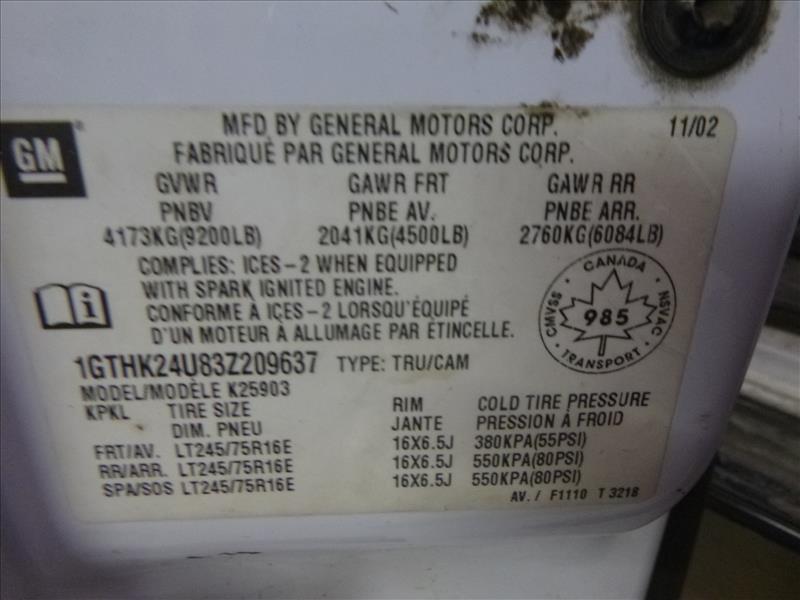 GM
MFD BY GENERAL MOTORS CORP. 11/02
FABRIQUÉ PAR GENERAL MOTORS CORP.
GVWR GAWR FRT GAWR RR
PNBV PNBE AV. PNBE ARR.
4173KG(9200LB) 2041KG(4500LB) 2760KG(6084LB)
COMPLIES: ICES-2 WHEN EQUIPPED
WITH SPARK IGNITED ENGINE.
CONFORME À ICES-2 LORSQU'ÉQUIPÉ
D'UN MOTEUR À ALLUMAGE PAR ÉTINCELLE.
CANADA
CMVSS 985 NSVAC
TRANSPORT
1GTHK24U83Z209637 TYPE: TRU/CAM
MODEL/MODÈLE K25903
KPKL TIRE SIZE RIM COLD TIRE PRESSURE
DIM. PNEU JANTE PRESSION À FROID
FRT/AV. LT245/75R16E 16X6.5J 380KPA(55PSI)
RR/ARR. LT245/75R16E 16X6.5J 550KPA(80PSI)
SPA/SOS LT245/75R16E 16X6.5J 550KPA(80PSI)
AV. / F1110 T 3218